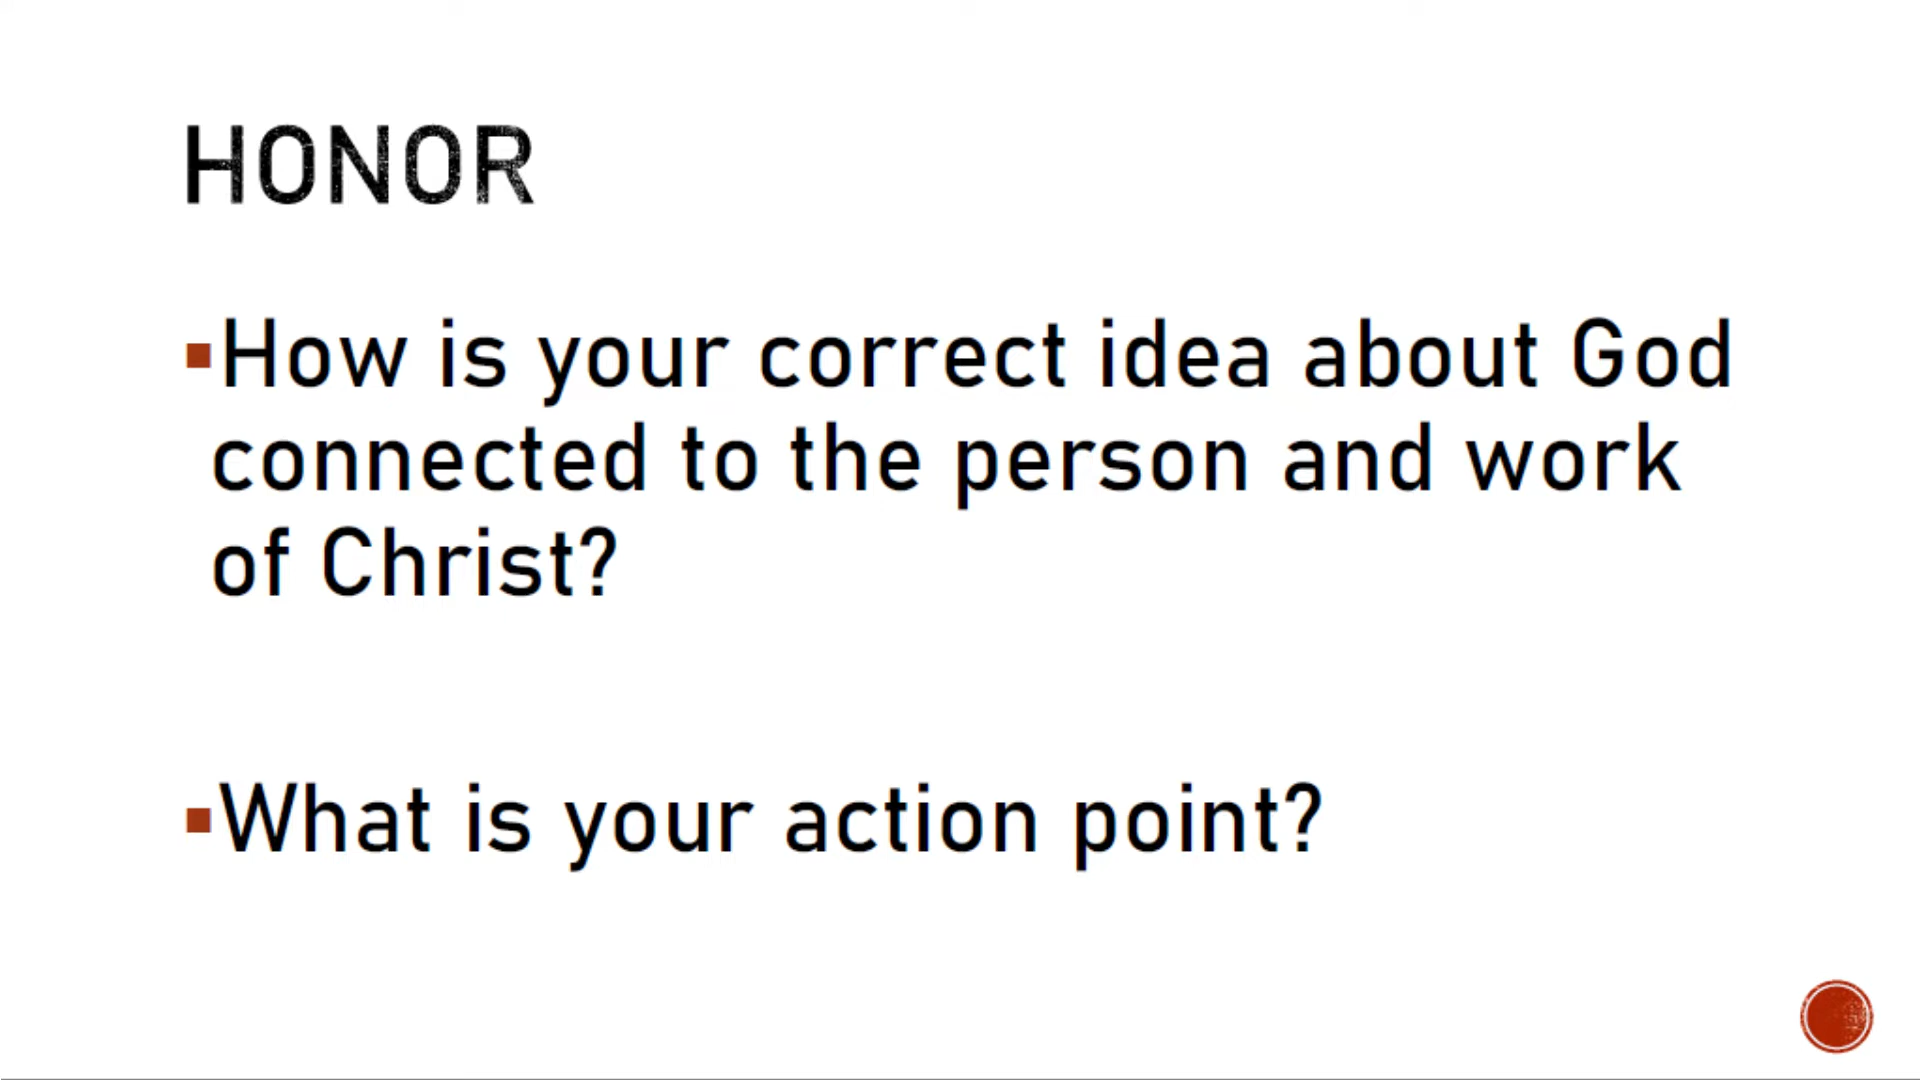 HONOR
▪How is your correct idea about God
connected to the person and work
of Christ?
▪What is your action point?